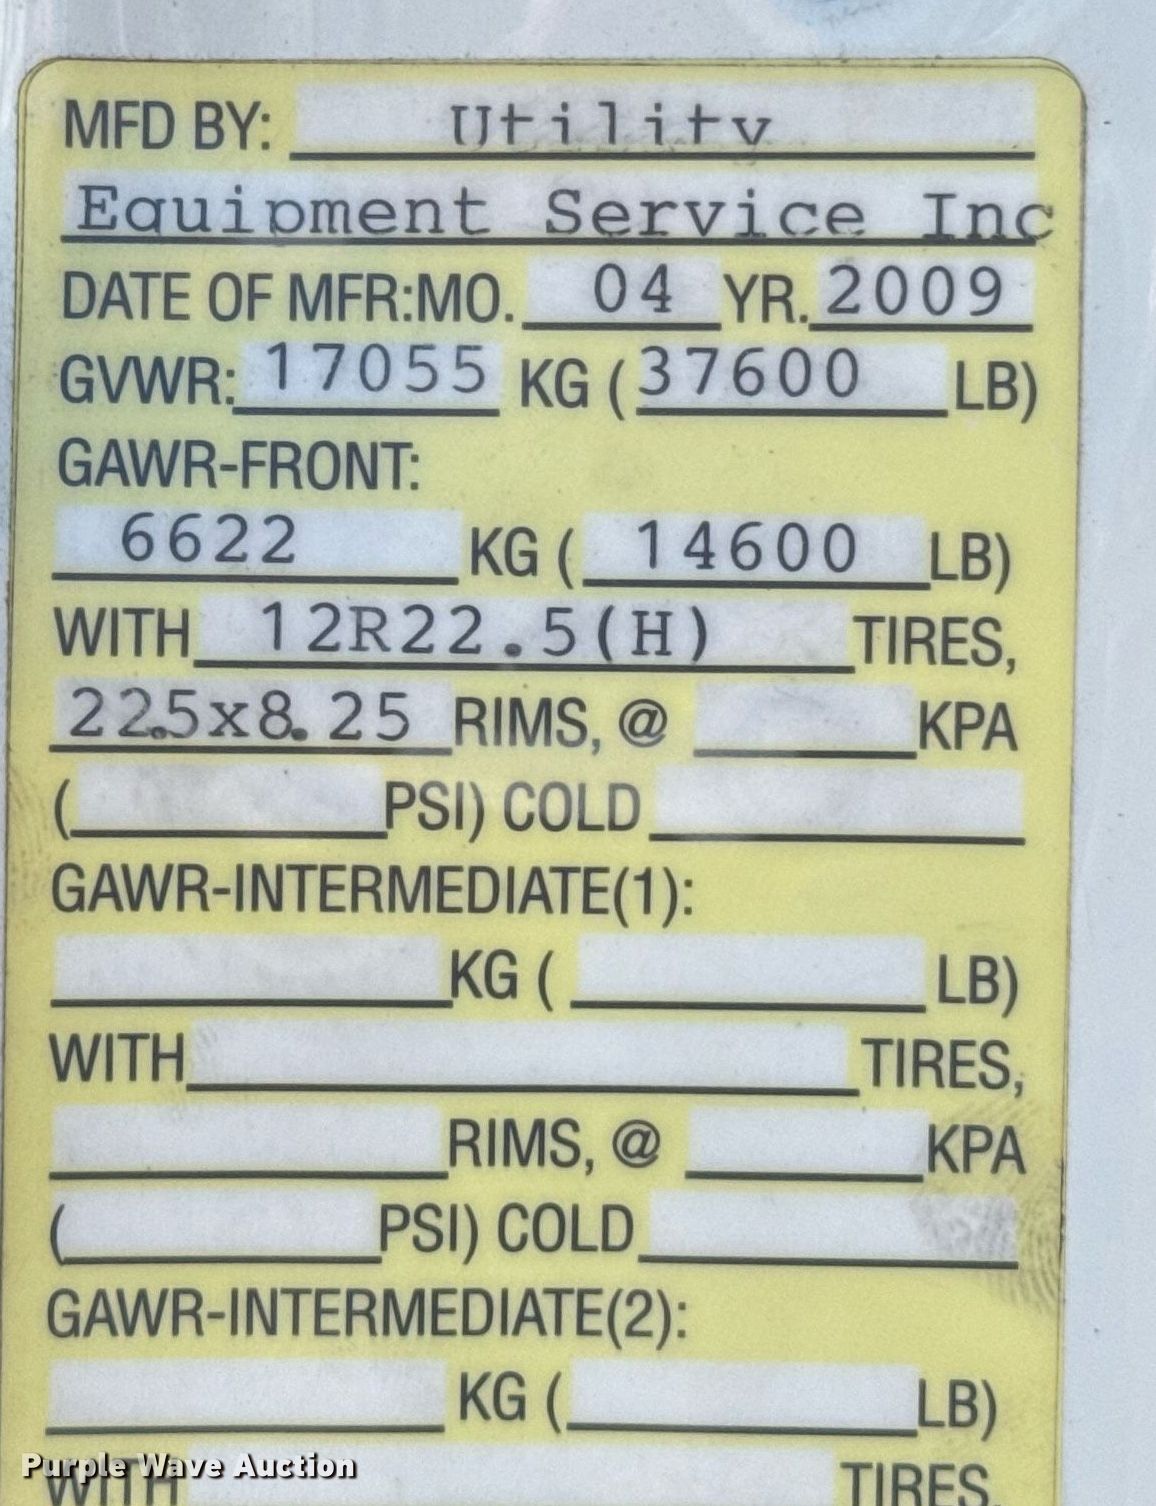 MFD BY: Utility
Equipment Service Inc
DATE OF MFR:MO. 04 YR. 2009
GVWR: 17055 KG (37600 LB)
GAWR-FRONT:
6622 KG ( 14600 LB)
WITH 12R22.5(H) TIRES,
22.5x8.25 RIMS, @ KPA
( PSI) COLD
GAWR-INTERMEDIATE(1):
KG ( LB)
WITH TIRES,
RIMS, @ KPA
( PSI) COLD
GAWR-INTERMEDIATE(2):
KG ( LB)
WITH TIRES,
Purple Wave Auction